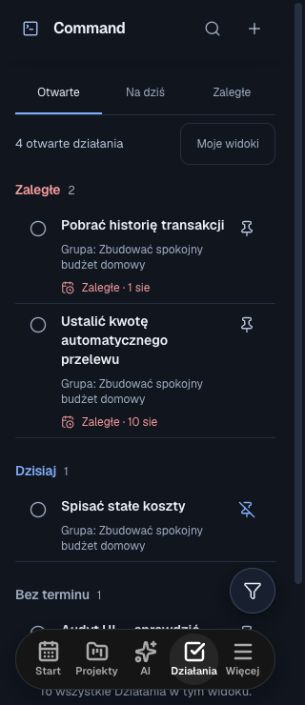 Command
Otwarte
Na dziś
Zaległe
4 otwarte działania
Moje widoki
Zaległe 2
Pobrać historię transakcji
Grupa: Zbudować spokojny
budżet domowy
Zaległe · 1 sie
Ustalić kwotę
automatycznego
przelewu
Grupa: Zbudować spokojny
budżet domowy
Zaległe · 10 sie
Dzisiaj 1
Spisać stałe koszty
Grupa: Zbudować spokojny
budżet domowy
Bez terminu 1
Start
Projekty
AI
Działania
Więcej
To wszystkie Działania w tym widoku.